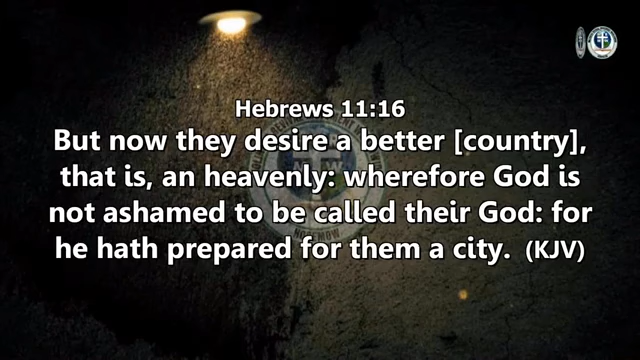 Hebrews 11:16
But now they desire a better [country],
that is, an heavenly: wherefore God is
not ashamed to be called their God: for
he hath prepared for them a city. (KJV)